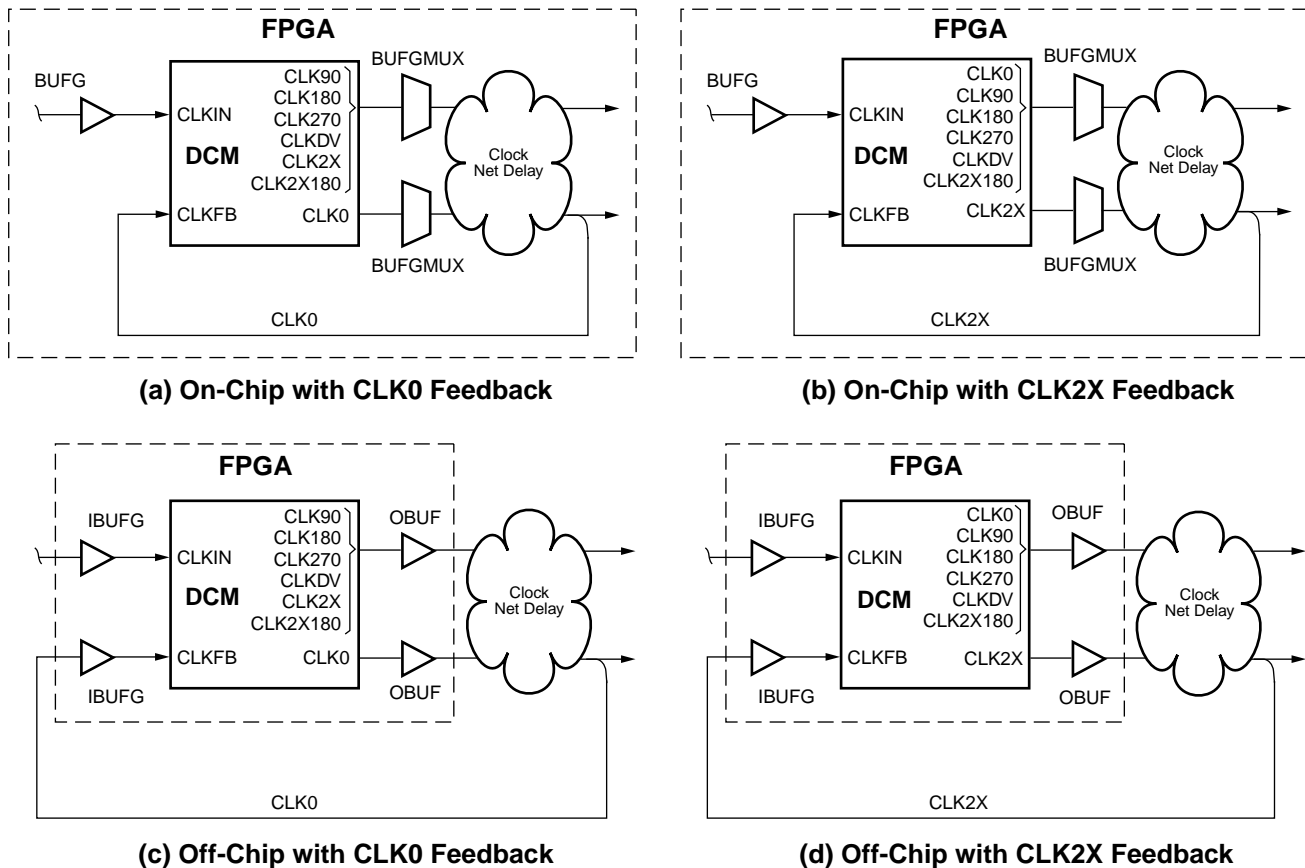 FPGA
BUFG
BUFGMUX
CLK90
CLK180
CLK270
CLKDV
CLK2X
CLK2X180
CLKIN
DCM
CLKFB
CLK0
Clock
Net Delay
BUFGMUX
CLK0
(a) On-Chip with CLK0 Feedback
FPGA
BUFG
BUFGMUX
CLK0
CLK90
CLK180
CLK270
CLKDV
CLK2X180
CLKIN
DCM
CLKFB
CLK2X
Clock
Net Delay
BUFGMUX
CLK2X
(b) On-Chip with CLK2X Feedback
FPGA
IBUFG
OBUF
CLK90
CLK180
CLK270
CLKDV
CLK2X
CLK2X180
CLKIN
DCM
CLKFB
CLK0
Clock
Net Delay
IBUFG
OBUF
CLK0
(c) Off-Chip with CLK0 Feedback
FPGA
IBUFG
OBUF
CLK0
CLK90
CLK180
CLK270
CLKDV
CLK2X180
CLKIN
DCM
CLKFB
CLK2X
Clock
Net Delay
IBUFG
OBUF
CLK2X
(d) Off-Chip with CLK2X Feedback